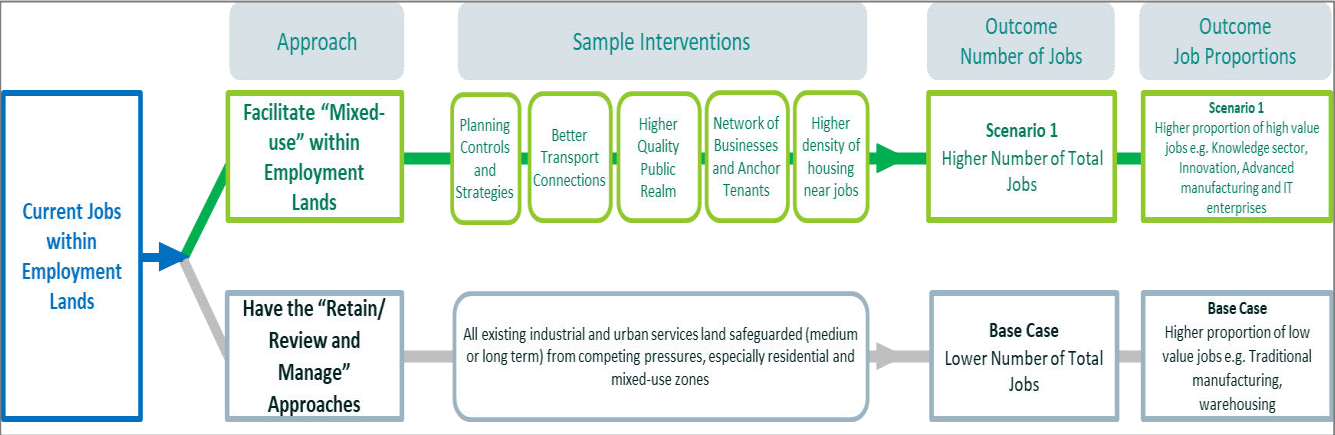 Approach
Sample Interventions
Outcome
Number of Jobs
Outcome
Job Proportions
Current Jobs
within
Employment
Lands
Facilitate “Mixed-
use” within
Employment
Lands
Planning
Controls
and
Strategies
Better
Transport
Connections
Higher
Quality
Public
Realm
Network of
Businesses
and Anchor
Tenants
Higher
density of
housing
near jobs
Scenario 1
Higher Number of Total
Jobs
Scenario 1
Higher proportion of high value
jobs e.g. Knowledge sector,
Innovation, Advanced
manufacturing and IT
enterprises
Have the “Retain/
Review and
Manage”
Approaches
All existing industrial and urban services land safeguarded (medium
or long term) from competing pressures, especially residential and
mixed-use zones
Base Case
Lower Number of Total
Jobs
Base Case
Higher proportion of low
value jobs e.g. Traditional
manufacturing,
warehousing